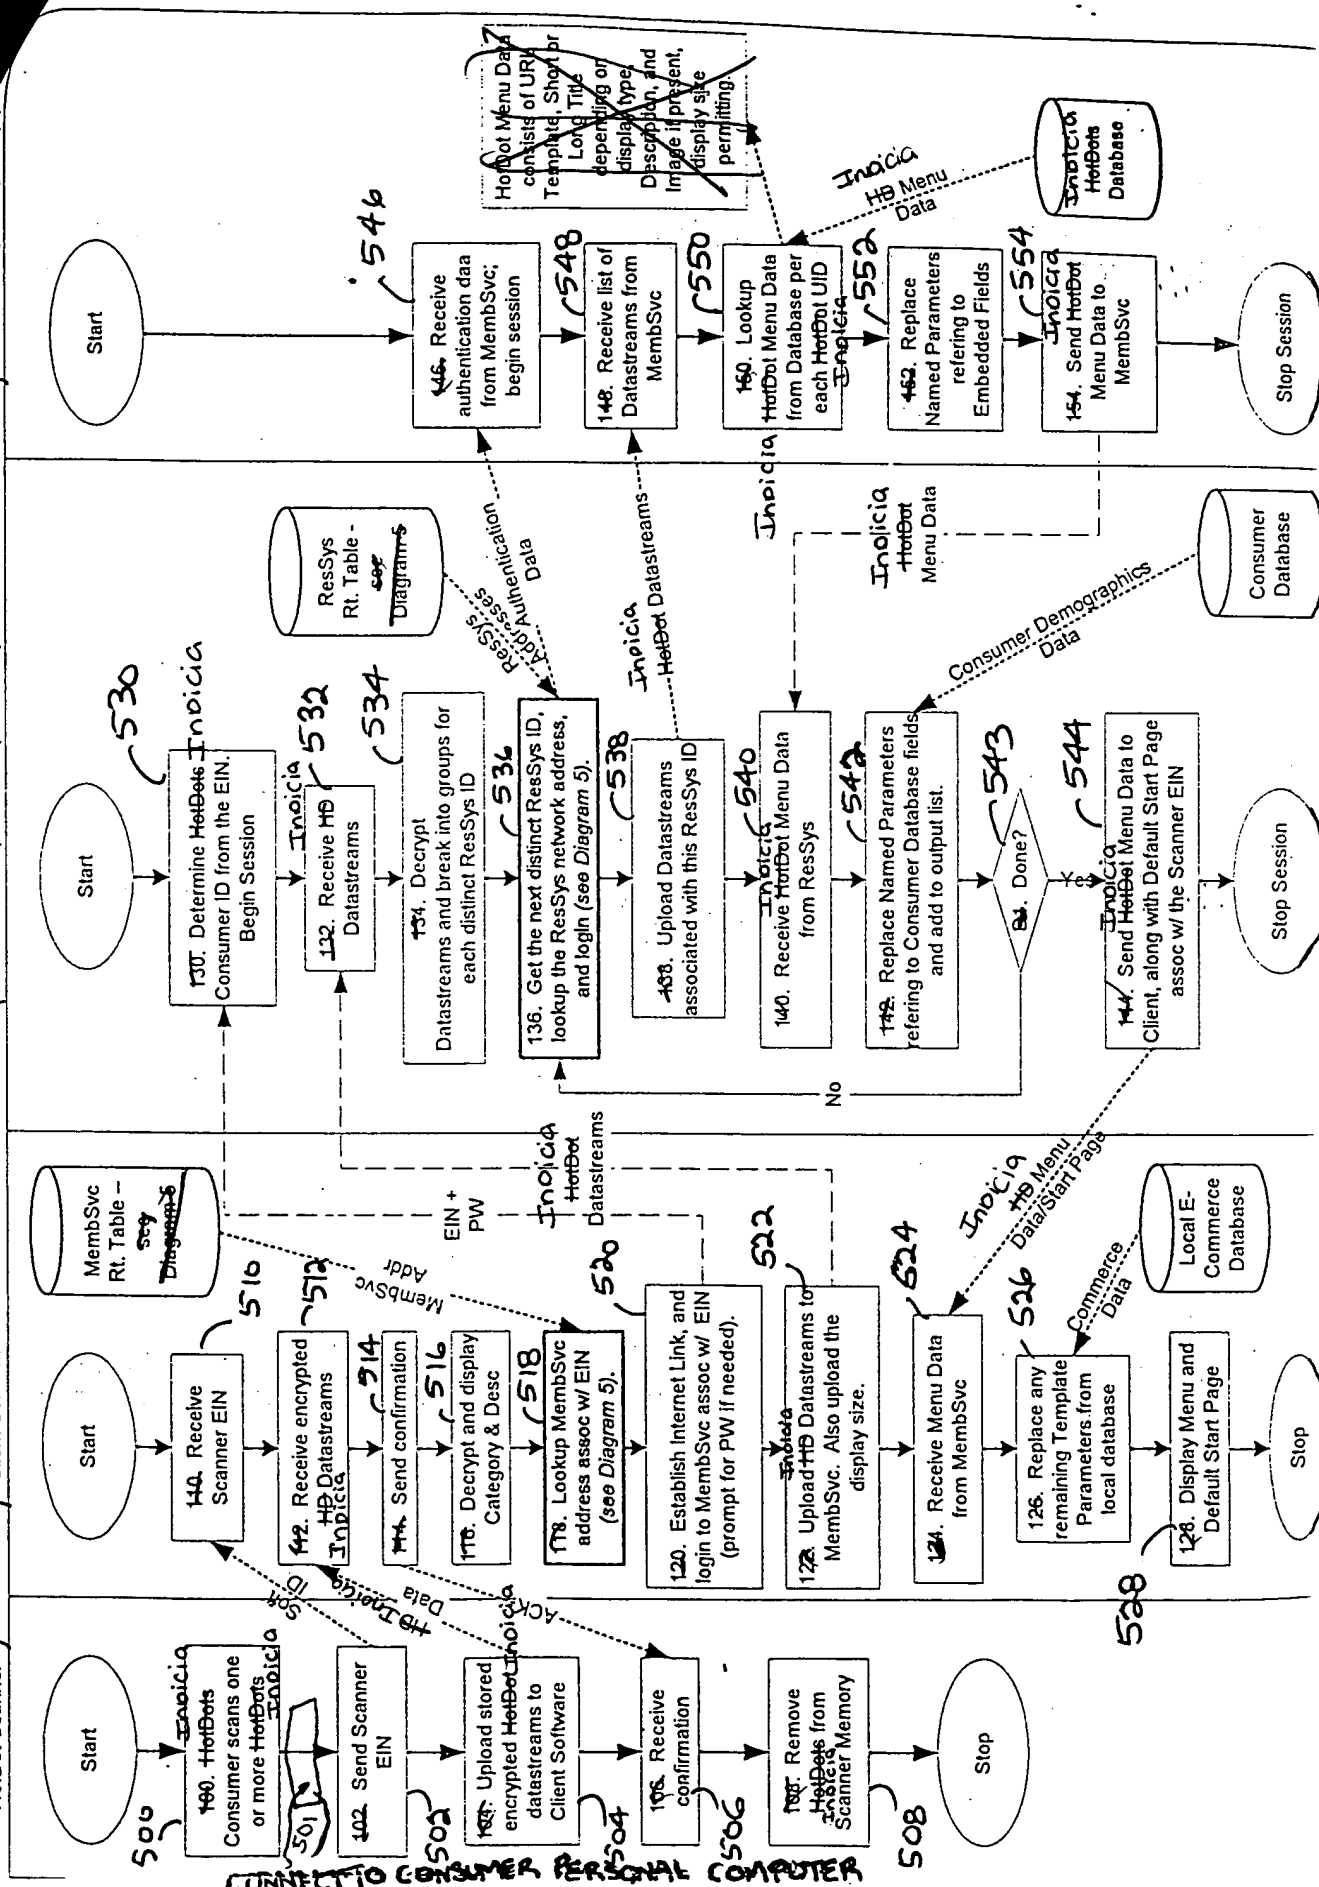 Start
500
100. HotDots Indicia
Consumer scans one
or more HotDots
Indicia
501
CONNECT TO CONSUMER PERSONAL COMPUTER
102. Send Scanner
EIN
502
104. Upload stored
encrypted HotDot Indicia
datastreams to
Client Software
504
106. Receive
confirmation
506
108. Remove
HotDots from
Indicia
Scanner Memory
508
Stop
Soft
ID
HD Indicia
Data
ACK
MembSvc
Rt. Table –
see
Diagram 5
Start
510
110. Receive
Scanner EIN
512
112. Receive encrypted
HD Datastreams
Indicia
514
114. Send confirmation
516
116. Decrypt and display
Category & Desc
518
118. Lookup MembSvc
address assoc w/ EIN
(see Diagram 5).
MembSvc
Addr
520
120. Establish Internet Link, and
login to MembSvc assoc w/ EIN
(prompt for PW if needed).
EIN +
PW
522
Indicia
122. Upload HD Datastreams to
MembSvc. Also upload the
display size.
Indicia
HotDot
Datastreams
524
124. Receive Menu Data
from MembSvc
526
126. Replace any
remaining Template
Parameters from
local database
Commerce
Data
Local E-
Commerce
Database
528
128. Display Menu and
Default Start Page
Stop
Indicia
HD Menu
Data/Start Page
Start
530
130. Determine HotDots Indicia
Consumer ID from the EIN.
Begin Session
532
Indicia
132. Receive HD
Datastreams
534
134. Decrypt
Datastreams and break into groups for
each distinct ResSys ID
ResSys
Rt. Table -
see
Diagram 5
ResSys
Addresses
536
136. Get the next distinct ResSys ID,
lookup the ResSys network address,
and login (see Diagram 5).
Authentication
Data
538
138. Upload Datastreams
associated with this ResSys ID
Indicia
HotDot Datastreams
540
Indicia
140. Receive HotDot Menu Data
from ResSys
542
142. Replace Named Parameters
refering to Consumer Database fields
and add to output list.
Consumer Demographics
Data
Consumer
Database
543
Done?
No
Yes
544
Indicia
144. Send HotDot Menu Data to
Client, along with Default Start Page
assoc w/ the Scanner EIN
Stop Session
Start
546
146. Receive
authentication daa
from MembSvc;
begin session
548
148. Receive list of
Datastreams from
MembSvc
550
150. Lookup
Indicia HotDot Menu Data
from Database per
each HotDot UID
Indicia
HotDot Menu Data
consists of URL
Template, Short or
Long Title
depending on
display type,
Description, and
Image if present,
display size
permitting.
Indicia
HD Menu
Data
Indicia
HotDots
Database
552
152. Replace
Named Parameters
refering to
Embedded Fields
554
Indicia
154. Send HotDot
Menu Data to
MembSvc
Indicia
HotDot
Menu Data
Stop Session